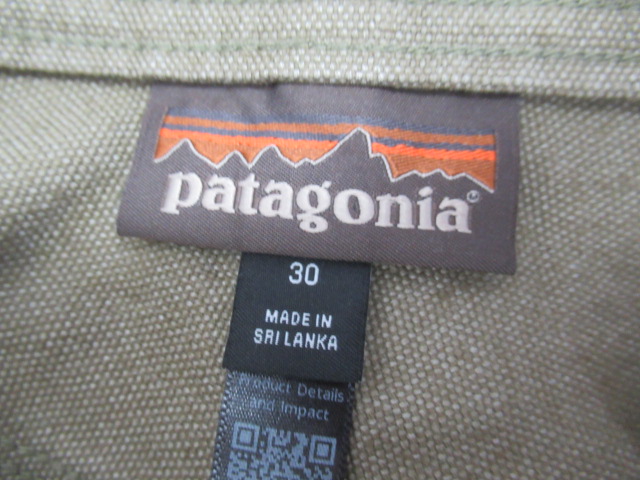 patagonia®
30
MADE IN
SRI LANKA
Product Details
and Impact